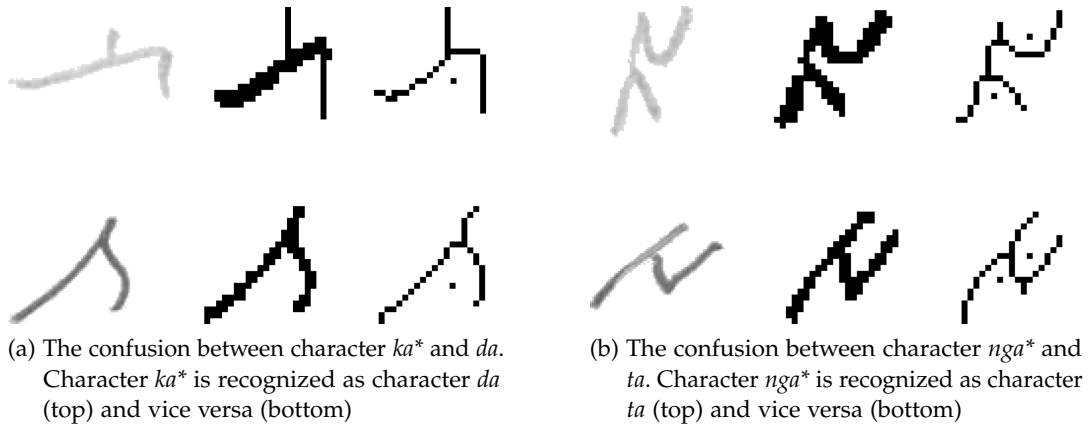 (a) The confusion between character ka* and da.
Character ka* is recognized as character da
(top) and vice versa (bottom)
(b) The confusion between character nga* and
ta. Character nga* is recognized as character
ta (top) and vice versa (bottom)